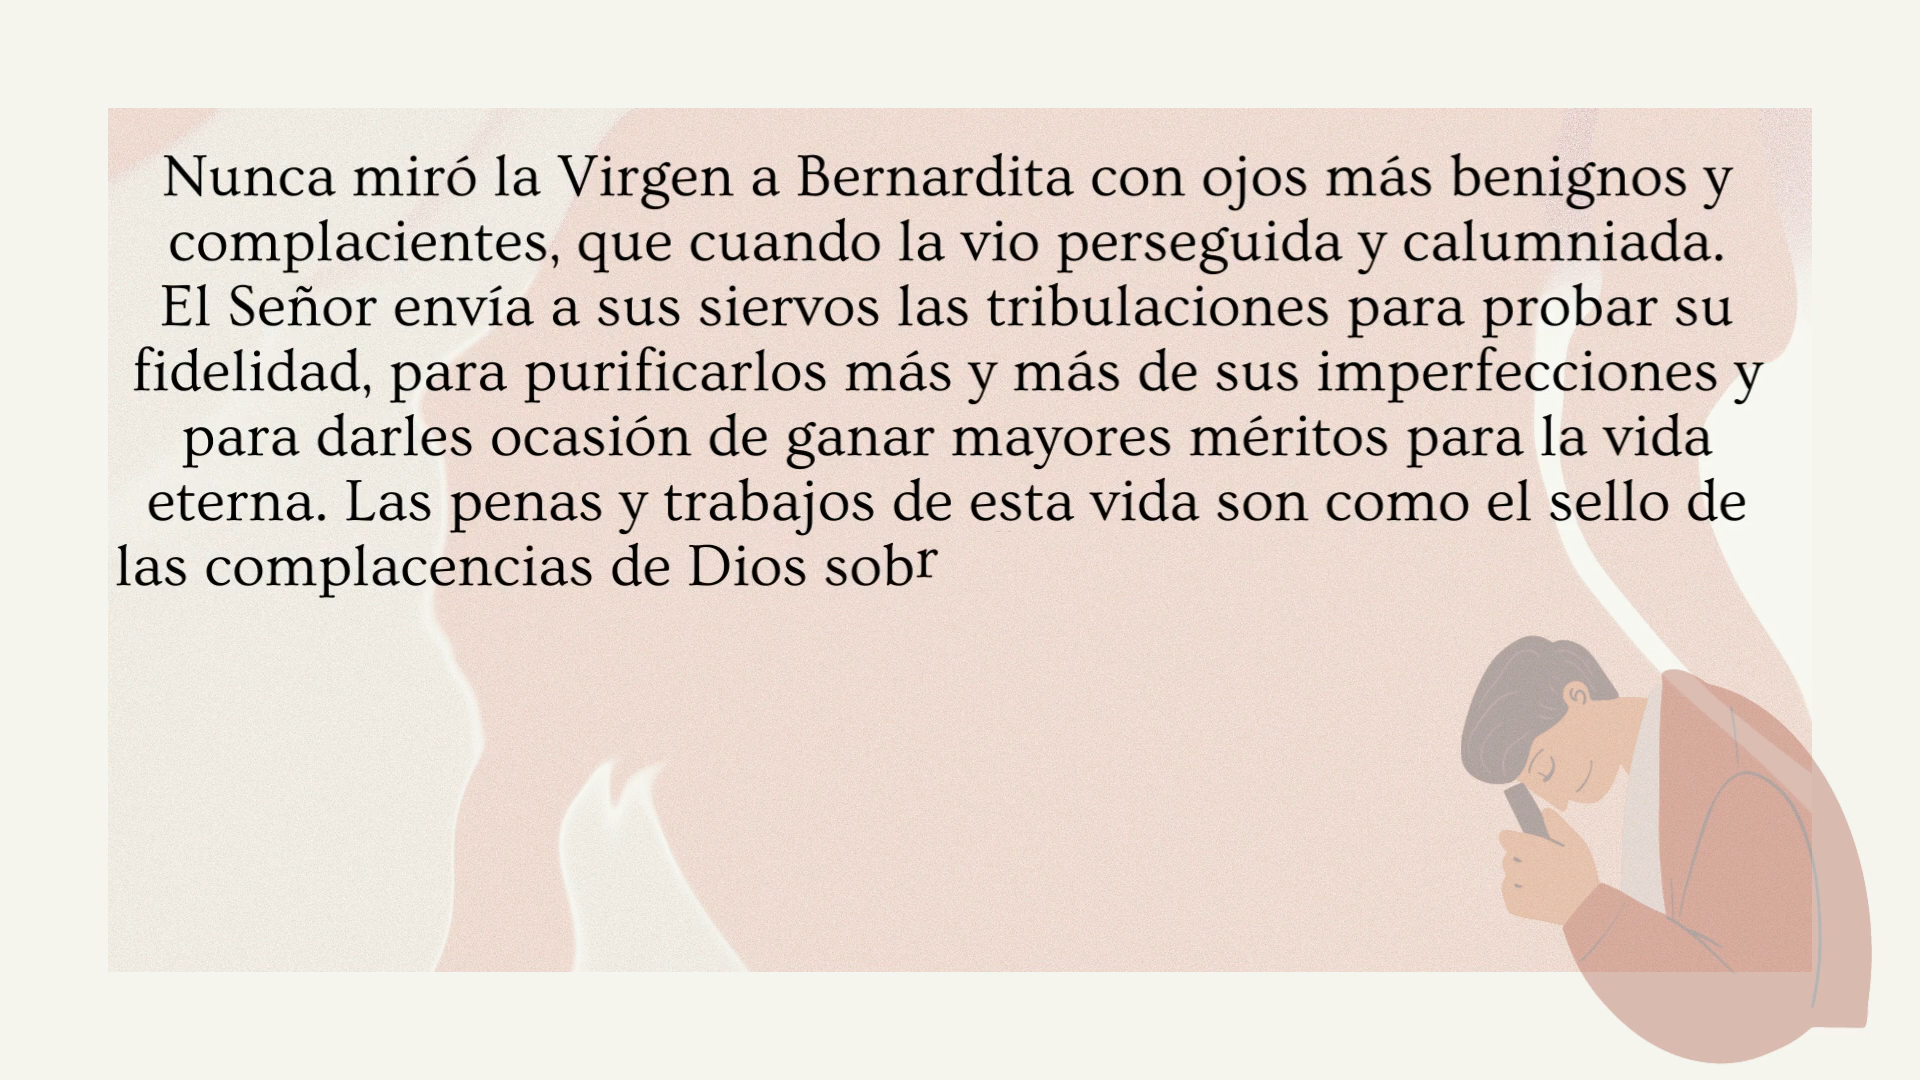 Nunca miró la Virgen a Bernardita con ojos más benignos y
complacientes, que cuando la vio perseguida y calumniada.
El Señor envía a sus siervos las tribulaciones para probar su
fidelidad, para purificarlos más y más de sus imperfecciones y
para darles ocasión de ganar mayores méritos para la vida
eterna. Las penas y trabajos de esta vida son como el sello de
las complacencias de Dios sobr